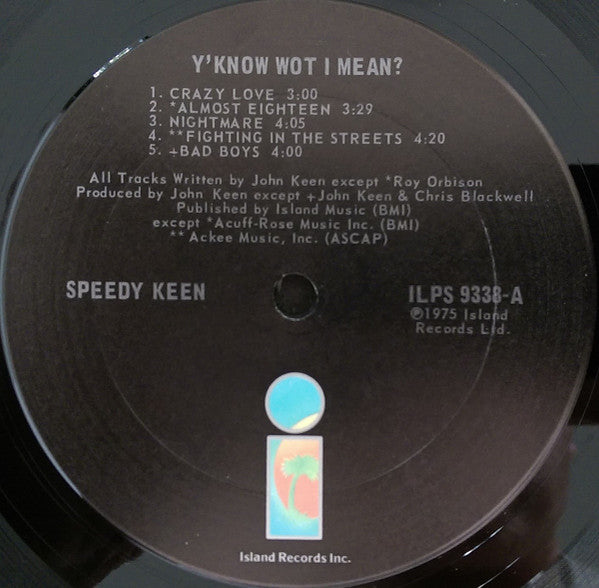 Y'KNOW WOT I MEAN?
1. CRAZY LOVE 3:00
2. *ALMOST EIGHTEEN 3:29
3. NIGHTMARE 4:05
4. **FIGHTING IN THE STREETS 4:20
5. +BAD BOYS 4:00
All Tracks Written by John Keen except *Roy Orbison
Produced by John Keen except +John Keen & Chris Blackwell
Published by Island Music (BMI)
except *Acuff-Rose Music Inc. (BMI)
** Ackee Music, Inc. (ASCAP)
SPEEDY KEEN
ILPS 9338-A
℗1975 Island
Records Ltd.
Island Records Inc.